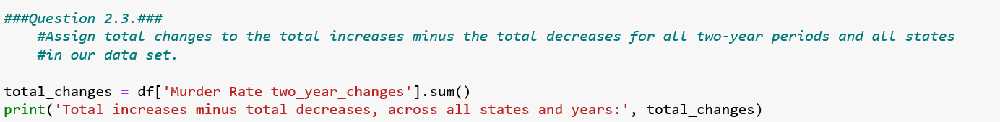 ###Question 2.3.###
#Assign total changes to the total increases minus the total decreases for all two-year periods and all states
#in our data set.
total_changes = df['Murder Rate two_year_changes'].sum()
print('Total increases minus total decreases, across all states and years:', total_changes)